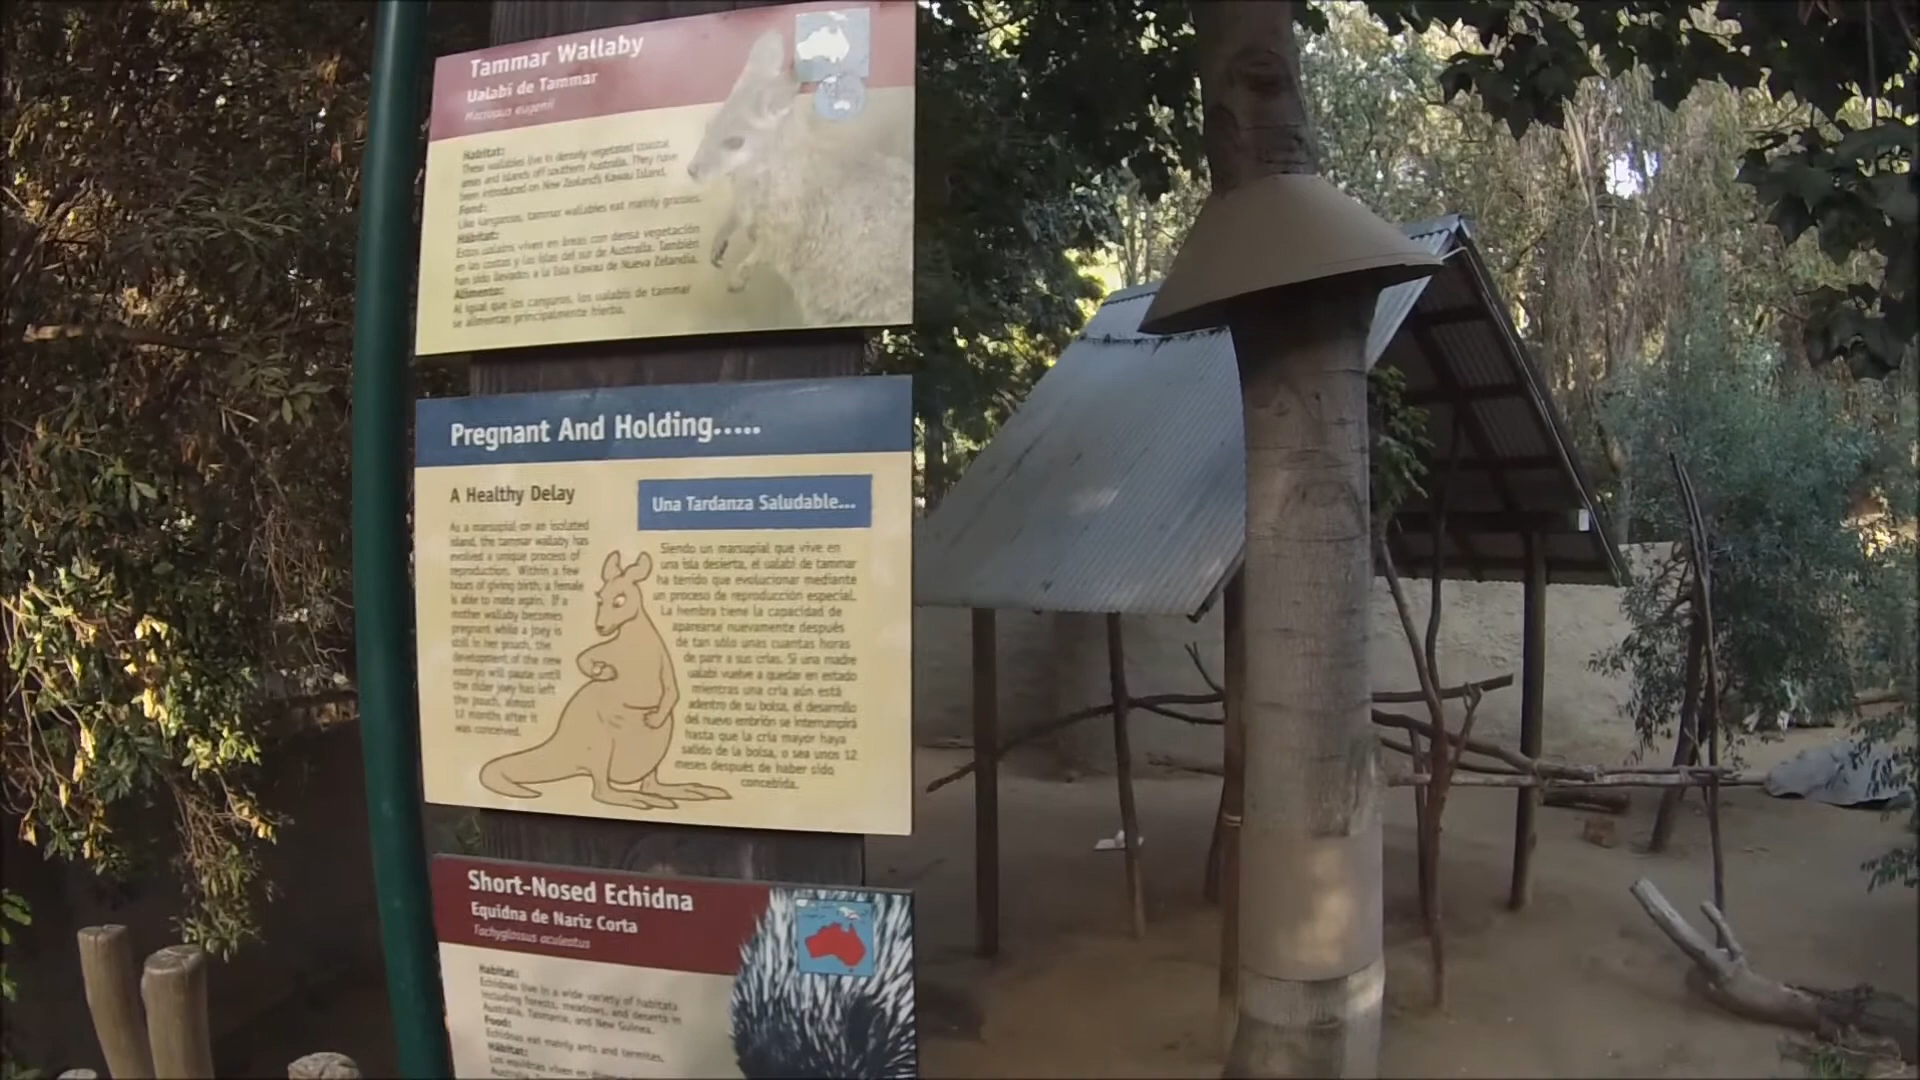 Tammar Wallaby
Ualabi de Tammar
Macropus eugenii
Habitat:
These wallabies live in densely vegetated coastal
areas and islands off southern Australia. They have
been introduced on New Zealand's Kawau Island.
Food:
Like kangaroos, tammar wallabies eat mainly grasses.
Hábitat:
Estos ualabis viven en áreas con densa vegetación
en las costas y las islas del sur de Australia. También
han sido llevados a la Isla Kawau de Nueva Zelandia.
Alimento:
Al igual que los canguros, los ualabis de tammar
se alimentan principalmente hierba.
Pregnant And Holding.....
A Healthy Delay
As a marsupial on an isolated
island, the tammar wallaby has
evolved a unique process of
reproduction. Within a few
hours of giving birth, a female
is able to mate again. If a
mother wallaby becomes
pregnant while a joey is
still in her pouch, the
development of the new
embryo will pause until
the older joey has left
the pouch, almost
12 months after it
was conceived.
Una Tardanza Saludable...
Siendo un marsupial que vive en
una isla desierta, el ualabi de tammar
ha tenido que evolucionar mediante
un proceso de reproducción especial.
La hembra tiene la capacidad de
aparearse nuevamente después
de tan sólo unas cuantas horas
de parir a sus crías. Si una madre
ualabi vuelve a quedar en estado
mientras una cría aún está
adentro de su bolsa, el desarrollo
del nuevo embrión se interrumpirá
hasta que la cría mayor haya
salido de la bolsa, o sea unos 12
meses después de haber sido
concebida.
Short-Nosed Echidna
Equidna de Nariz Corta
Tachyglossus aculeatus
Habitat:
Echidnas live in a wide variety of habitats
including forests, meadows, and deserts in
Australia, Tasmania, and New Guinea.
Food:
Echidnas eat mainly ants and termites.
Hábitat:
Los equidnas viven en
Australia,